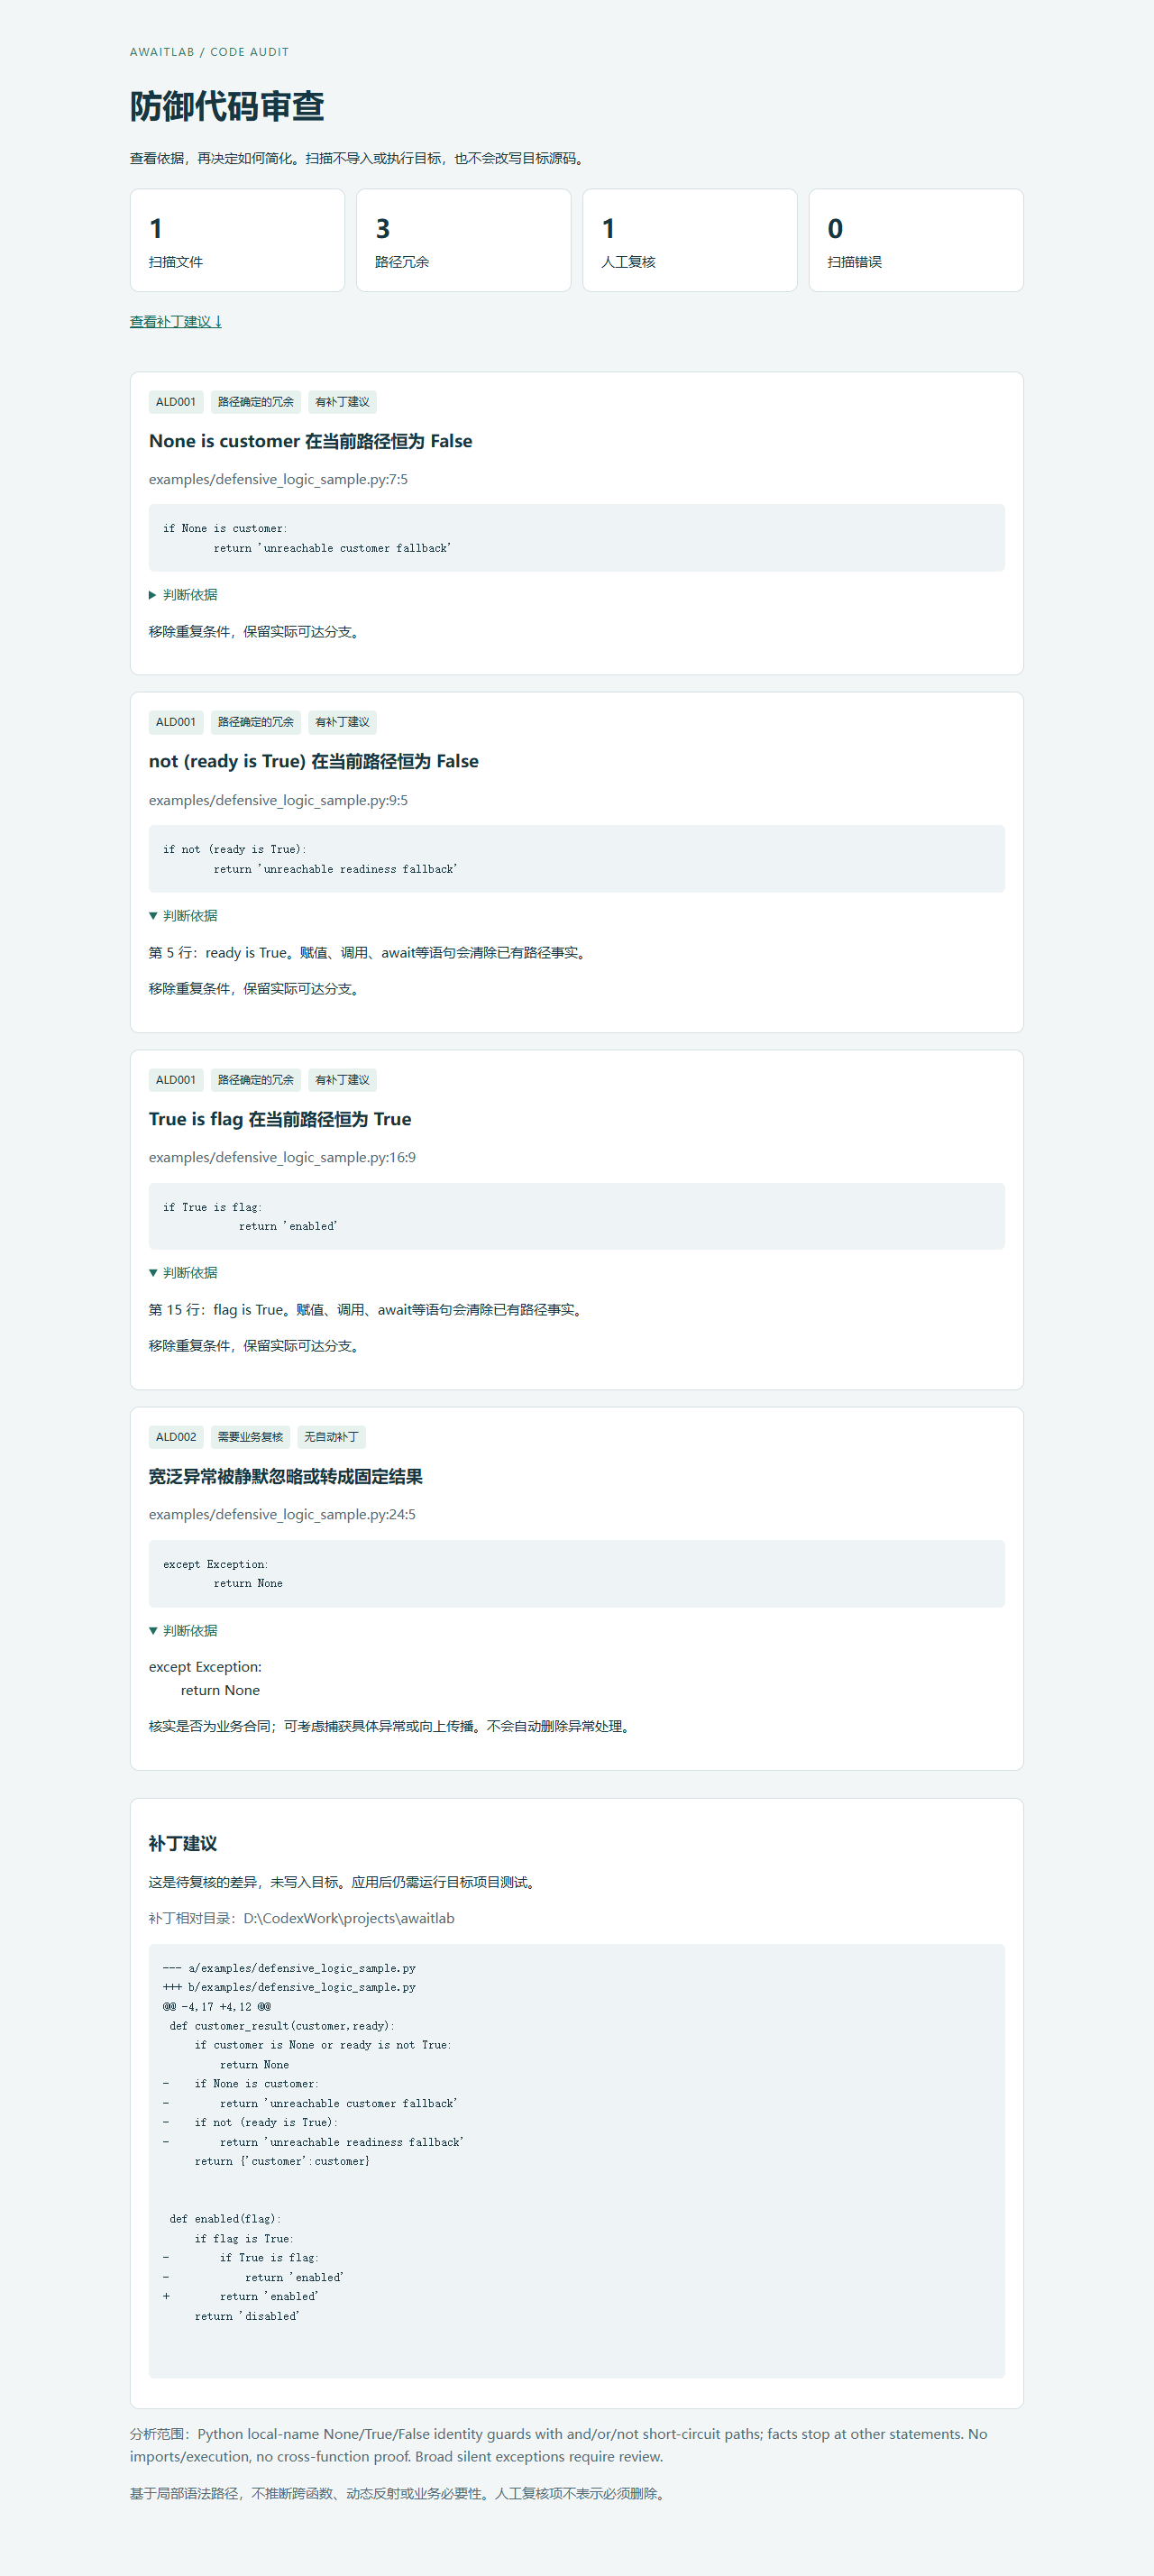 AWAITLAB / CODE AUDIT
防御代码审查
查看依据，再决定如何简化。扫描不导入或执行目标，也不会改写目标源码。
1
扫描文件
3
路径冗余
1
人工复核
0
扫描错误
查看补丁建议 ↓
ALD001 路径确定的冗余 有补丁建议
None is customer 在当前路径恒为 False
examples/defensive_logic_sample.py:7:5
if None is customer:
        return 'unreachable customer fallback'
▶ 判断依据
移除重复条件，保留实际可达分支。
ALD001 路径确定的冗余 有补丁建议
not (ready is True) 在当前路径恒为 False
examples/defensive_logic_sample.py:9:5
if not (ready is True):
        return 'unreachable readiness fallback'
▼ 判断依据
第 5 行：ready is True。赋值、调用、await等语句会清除已有路径事实。
移除重复条件，保留实际可达分支。
ALD001 路径确定的冗余 有补丁建议
True is flag 在当前路径恒为 True
examples/defensive_logic_sample.py:16:9
if True is flag:
            return 'enabled'
▼ 判断依据
第 15 行：flag is True。赋值、调用、await等语句会清除已有路径事实。
移除重复条件，保留实际可达分支。
ALD002 需要业务复核 无自动补丁
宽泛异常被静默忽略或转成固定结果
examples/defensive_logic_sample.py:24:5
except Exception:
        return None
▼ 判断依据
except Exception:
        return None
核实是否为业务合同；可考虑捕获具体异常或向上传播。不会自动删除异常处理。
补丁建议
这是待复核的差异，未写入目标。应用后仍需运行目标项目测试。
补丁相对目录：D:\CodexWork\projects\awaitlab
--- a/examples/defensive_logic_sample.py
+++ b/examples/defensive_logic_sample.py
@@ -4,17 +4,12 @@
 def customer_result(customer,ready):
     if customer is None or ready is not True:
         return None
-    if None is customer:
-        return 'unreachable customer fallback'
-    if not (ready is True):
-        return 'unreachable readiness fallback'
     return {'customer':customer}
 def enabled(flag):
     if flag is True:
-        if True is flag:
-            return 'enabled'
+        return 'enabled'
     return 'disabled'
分析范围：Python local-name None/True/False identity guards with and/or/not short-circuit paths; facts stop at other statements. No
imports/execution, no cross-function proof. Broad silent exceptions require review.
基于局部语法路径，不推断跨函数、动态反射或业务必要性。人工复核项不表示必须删除。